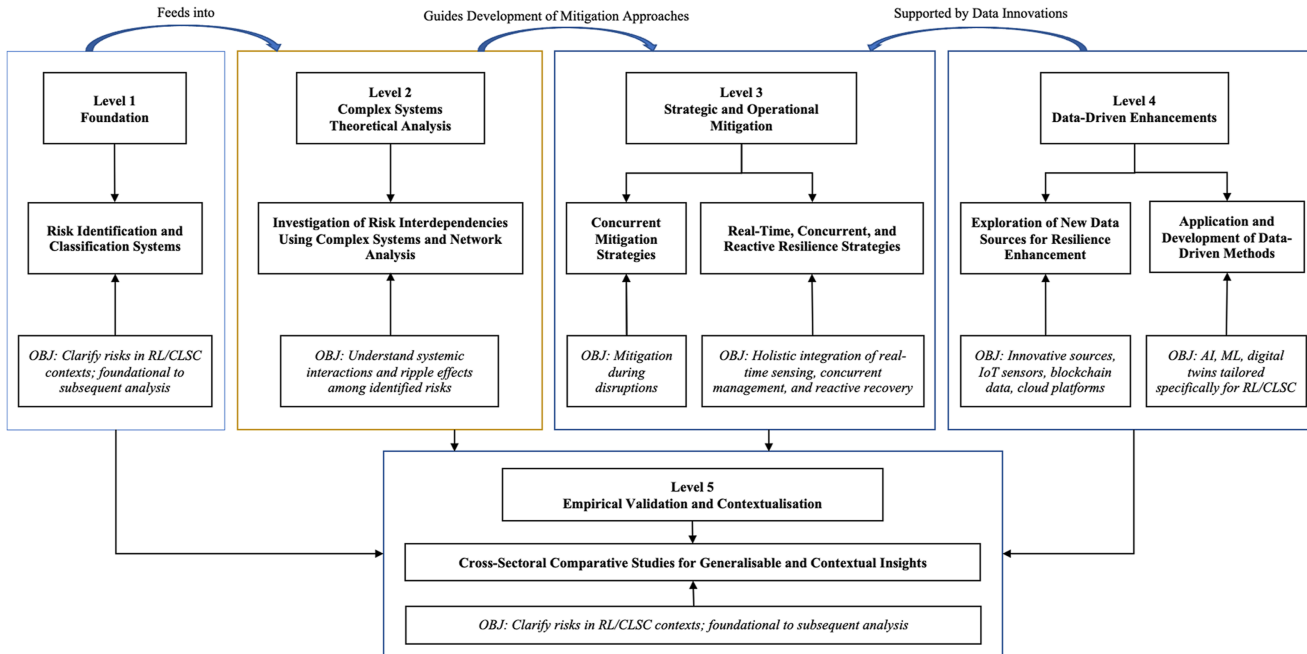 Feeds into
Guides Development of Mitigation Approaches
Supported by Data Innovations
Level 1
Foundation
Risk Identification and
Classification Systems
OBJ: Clarify risks in RL/CLSC
contexts; foundational to
subsequent analysis
Level 2
Complex Systems
Theoretical Analysis
Investigation of Risk Interdependencies
Using Complex Systems and Network
Analysis
OBJ: Understand systemic
interactions and ripple effects
among identified risks
Level 3
Strategic and Operational
Mitigation
Concurrent
Mitigation
Strategies
OBJ: Mitigation
during
disruptions
Real-Time, Concurrent, and
Reactive Resilience Strategies
OBJ: Holistic integration of real-
time sensing, concurrent
management, and reactive recovery
Level 4
Data-Driven Enhancements
Exploration of New Data
Sources for Resilience
Enhancement
OBJ: Innovative sources,
IoT sensors, blockchain
data, cloud platforms
Application and
Development of Data-
Driven Methods
OBJ: AI, ML, digital
twins tailored
specifically for RL/CLSC
Level 5
Empirical Validation and Contextualisation
Cross-Sectoral Comparative Studies for Generalisable and Contextual Insights
OBJ: Clarify risks in RL/CLSC contexts; foundational to subsequent analysis